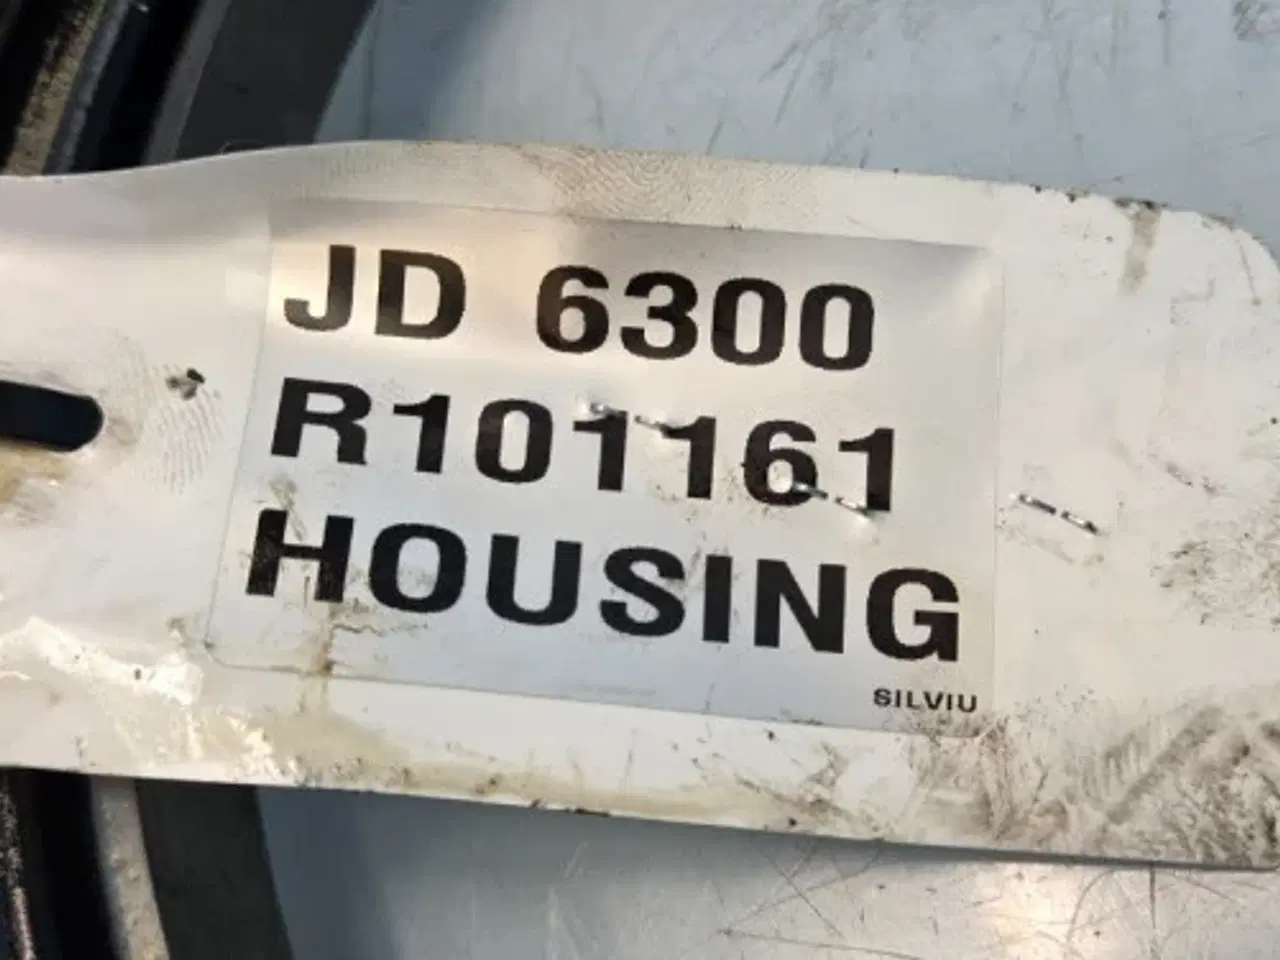 JD 6300
R101161
HOUSING
SILVIU